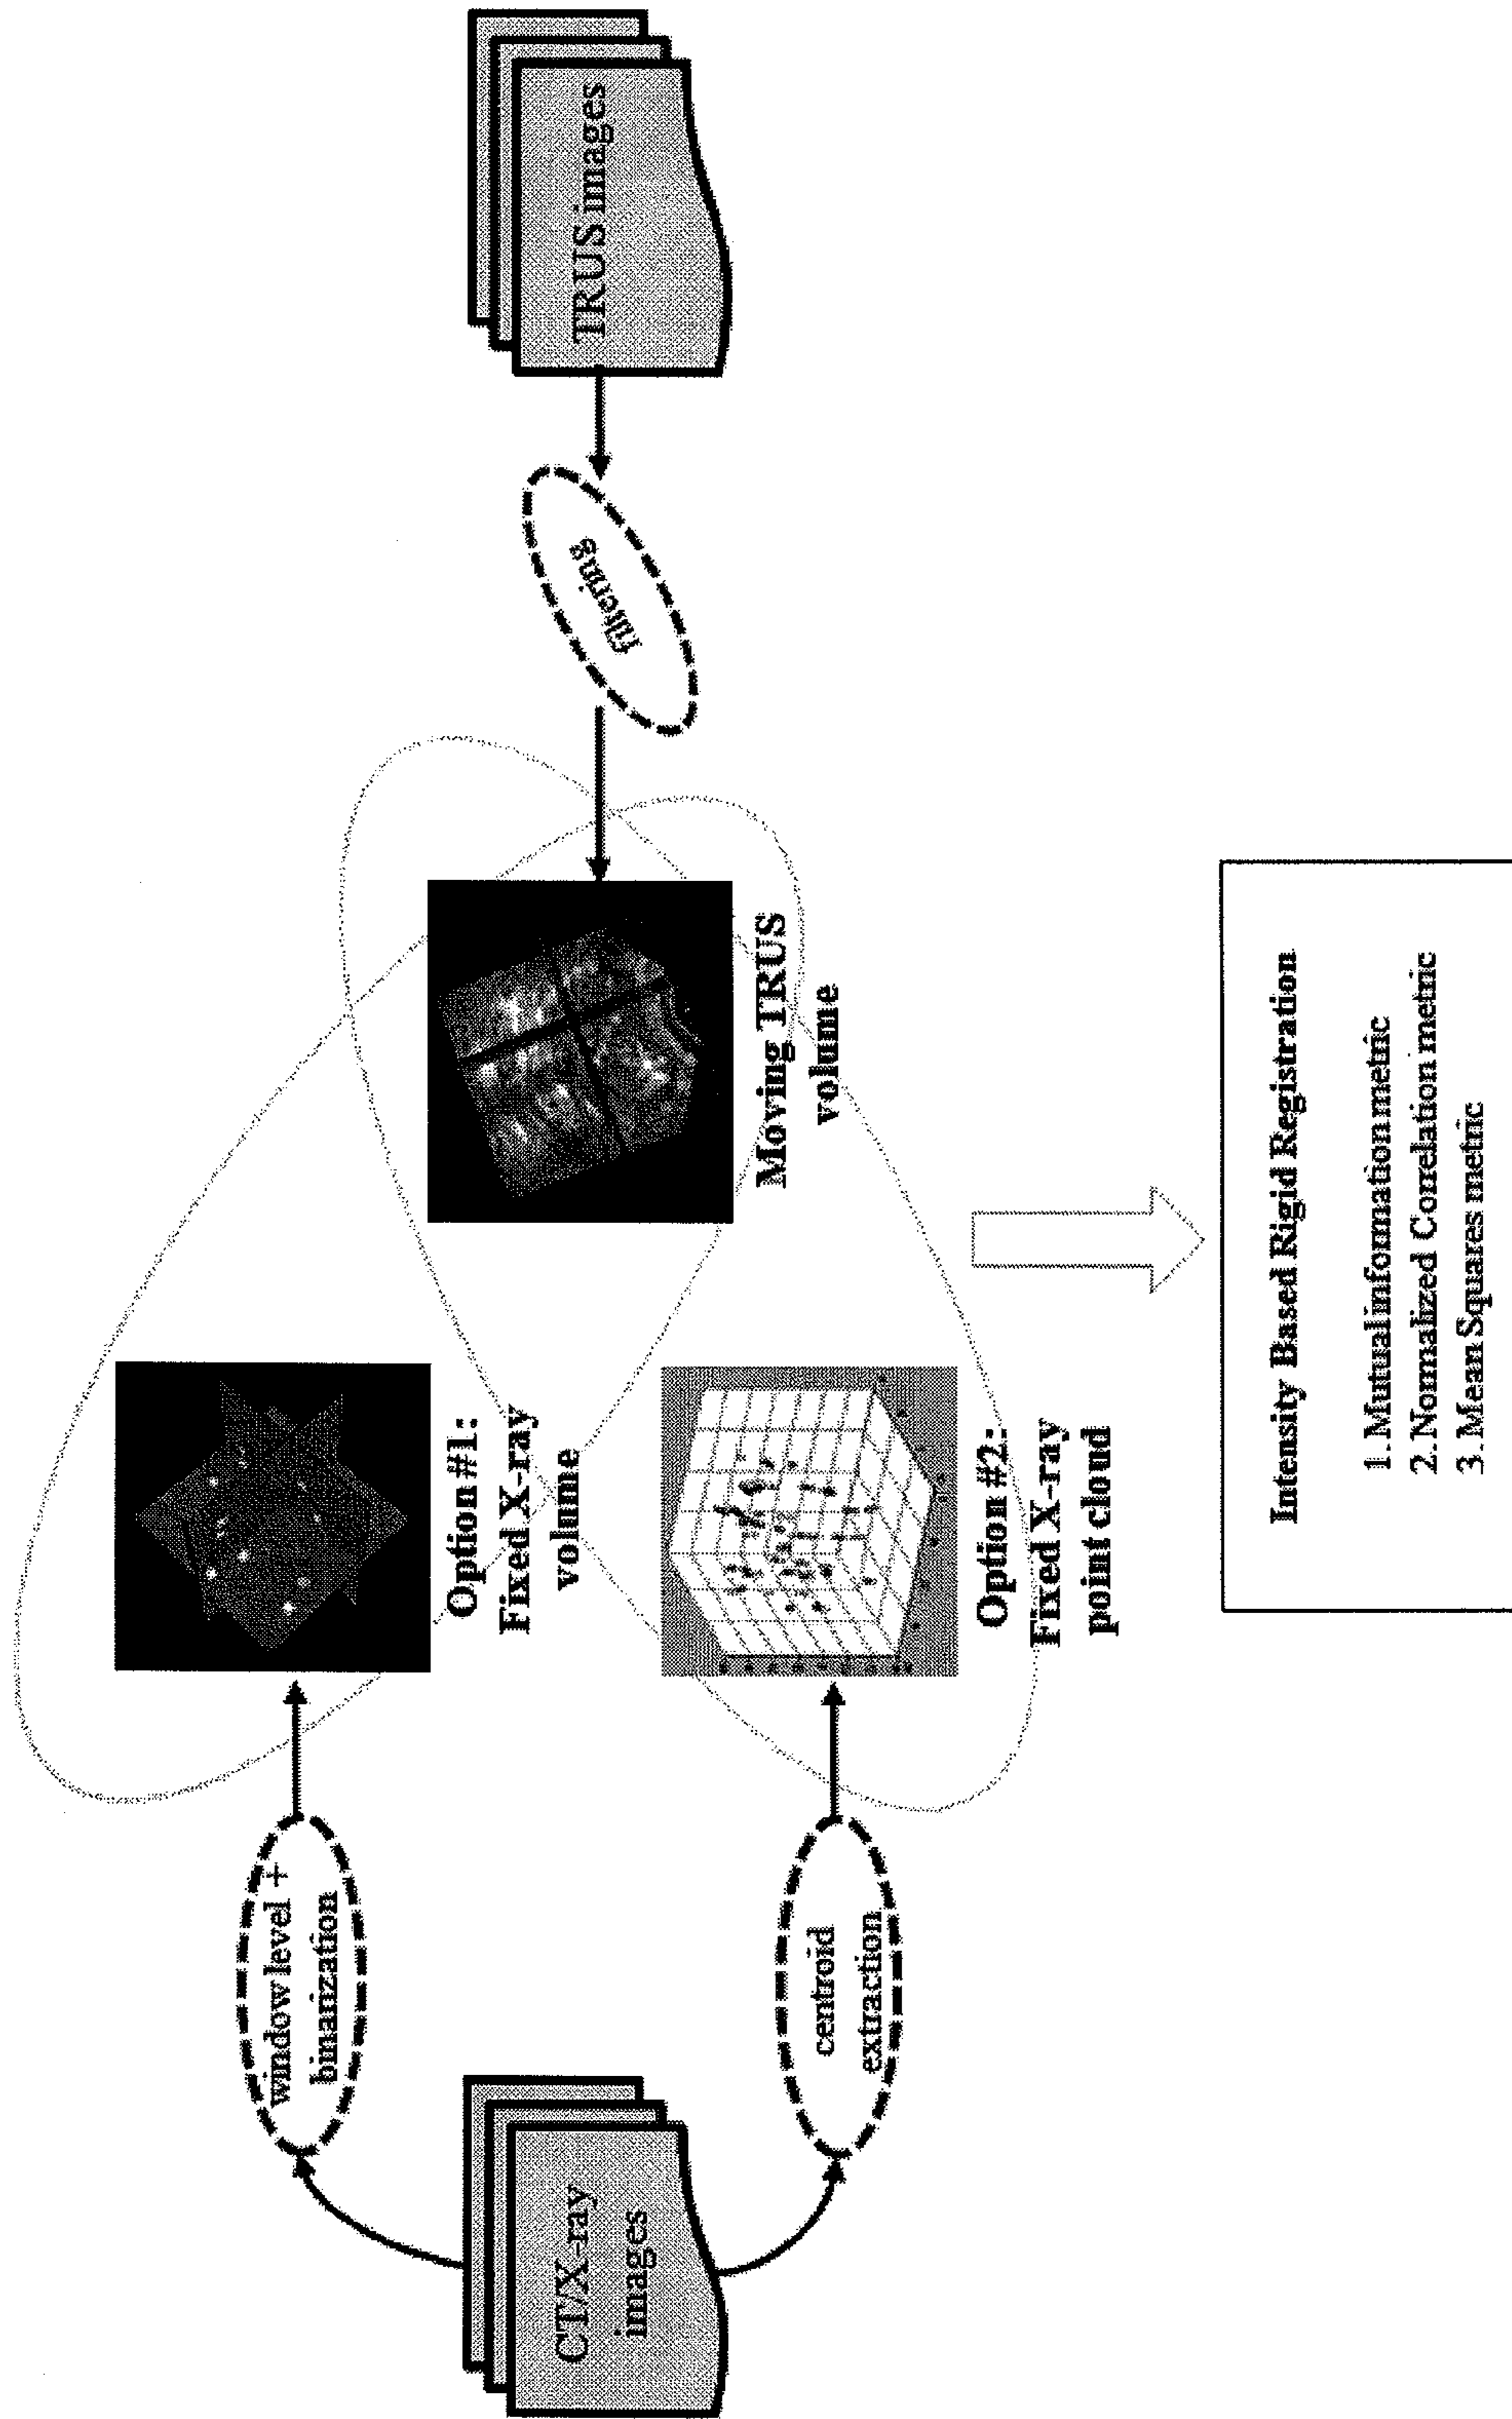 CT/X-ray
images
window level +
binarization
centroid
extraction
Option #1:
Fixed X-ray
volume
Option #2:
Fixed X-ray
point cloud
Moving TRUS
volume
filtering
TRUS images
Intensity Based Rigid Registration
1.Mutual information metric
2.Normalized Correlation metric
3.Mean Squares metric